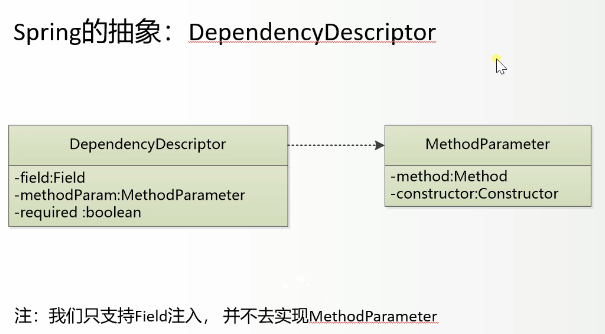 Spring的抽象：DependencyDescriptor
DependencyDescriptor
-field:Field
-methodParam:MethodParameter
-required :boolean
MethodParameter
-method:Method
-constructor:Constructor
注：我们只支持Field注入，并不去实现MethodParameter